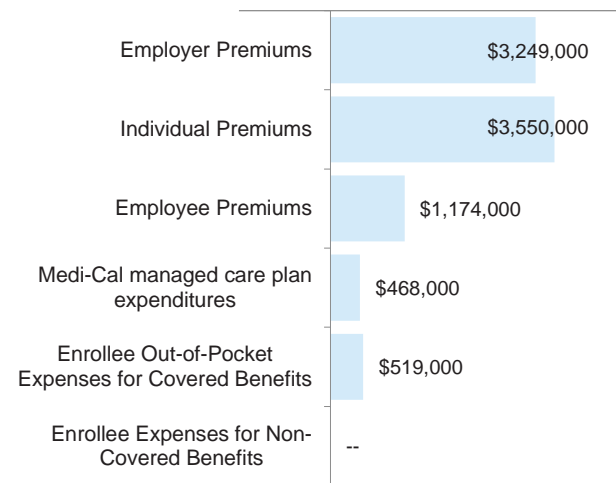 Employer Premiums
$3,249,000
Individual Premiums
$3,550,000
Employee Premiums
$1,174,000
Medi-Cal managed care plan
expenditures
$468,000
Enrollee Out-of-Pocket
Expenses for Covered Benefits
$519,000
Enrollee Expenses for Non-
Covered Benefits
--